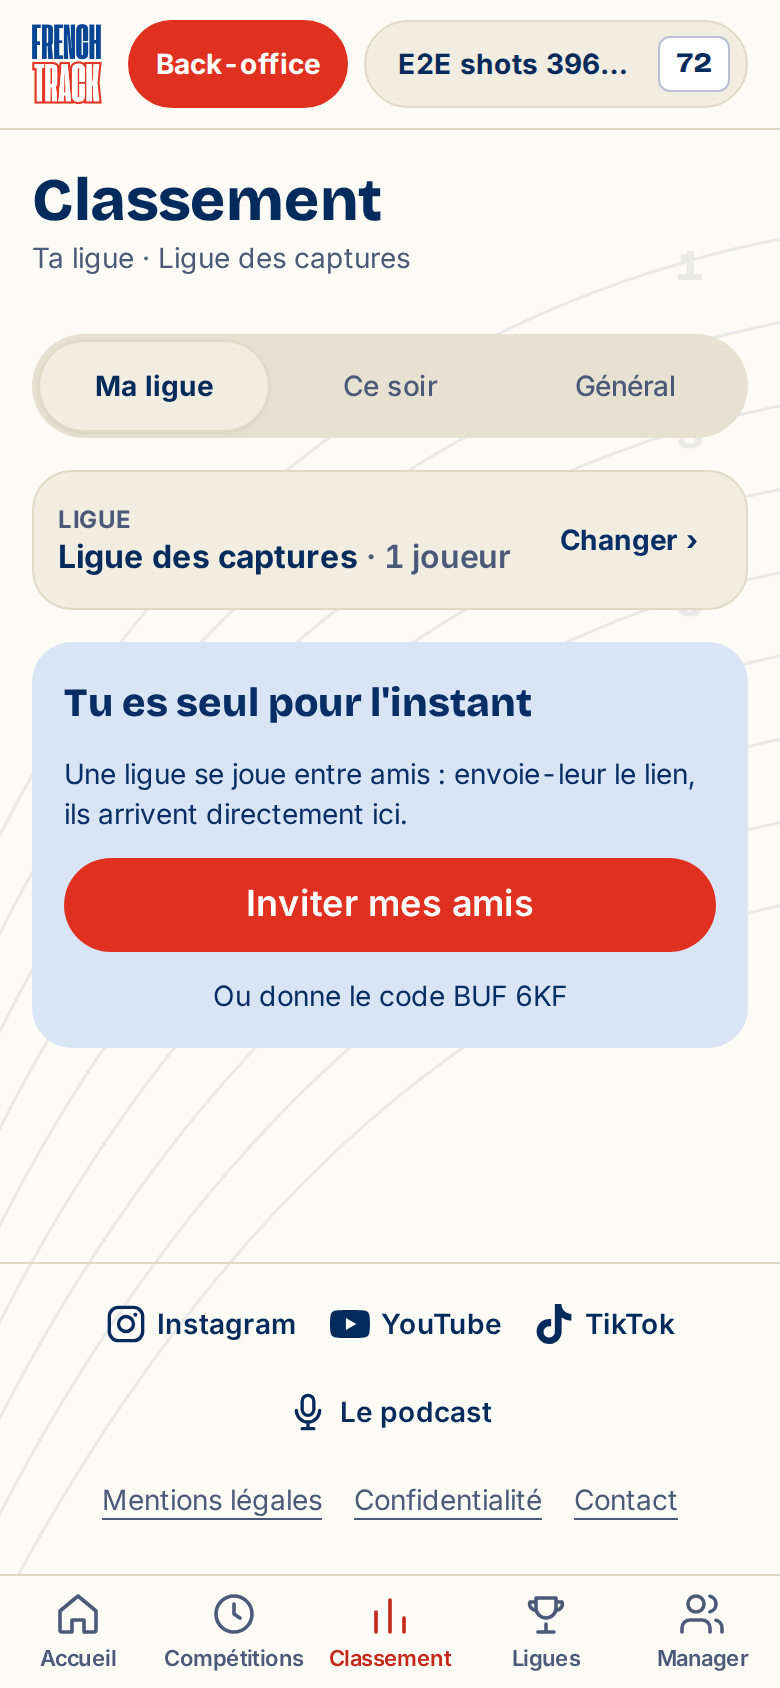 FRENCH
TRACK
Back-office
E2E shots 396...
72
Classement
Ta ligue · Ligue des captures
1
Ma ligue
Ce soir
Général
LIGUE
Ligue des captures · 1 joueur
Changer ›
Tu es seul pour l'instant
Une ligue se joue entre amis : envoie-leur le lien,
ils arrivent directement ici.
Inviter mes amis
Ou donne le code BUF 6KF
Instagram
YouTube
TikTok
Le podcast
Mentions légales
Confidentialité
Contact
Accueil
Compétitions
Classement
Ligues
Manager